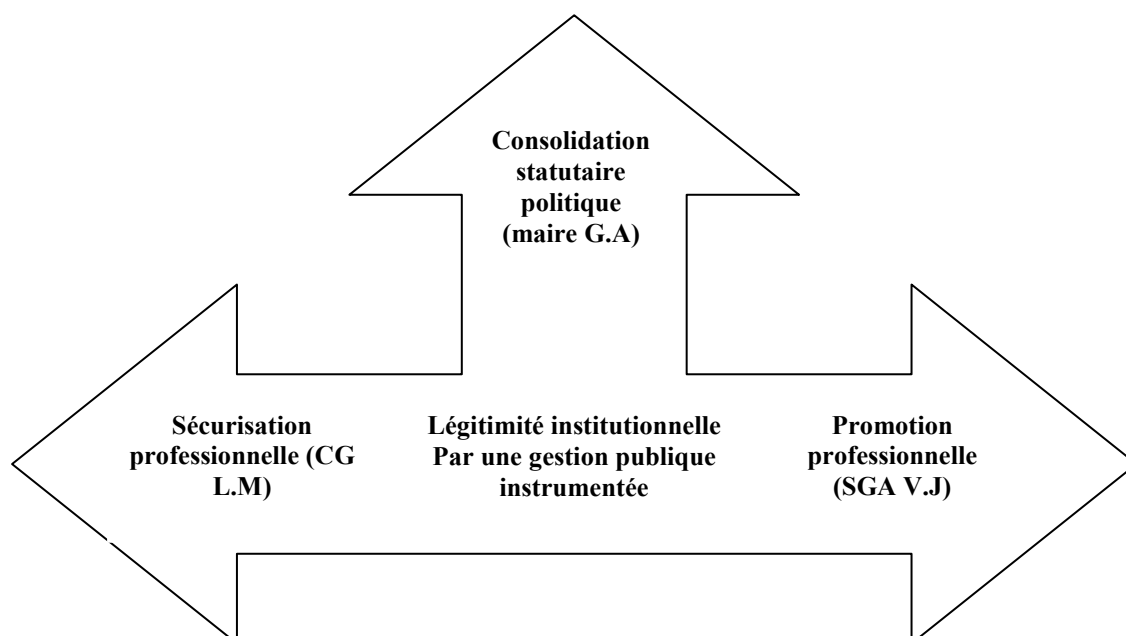 Consolidation
statutaire
politique
(maire G.A)
Sécurisation
professionnelle (CG
L.M)
Légitimité institutionnelle
Par une gestion publique
instrumentée
Promotion
professionnelle
(SGA V.J)